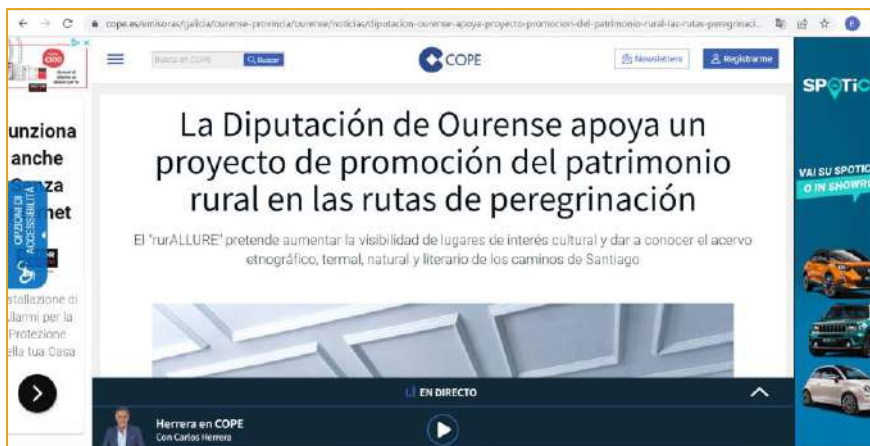 cope.es/emisoras/galicia/ourense-provincia/ourense/noticias/diputacion-ourense-apoya-proyecto-promocion-del-patrimonio-rural-las-rutas-peregrinaci...
Busca en COPE
Buscar
COPE
Newsletters
Registrarme
La Diputación de Ourense apoya un
proyecto de promoción del patrimonio
rural en las rutas de peregrinación
El "rurALLURE" pretende aumentar la visibilidad de lugares de interés cultural y dar a conocer el acervo
etnográfico, termal, natural y literario de los caminos de Santiago
EN DIRECTO
Herrera en COPE
Con Carlos Herrera
unziona
anche
net
OPZIONI DI
ACCESSIBILITÀ
stallazione di
llarmi per la
Protezione
ella tua Casa
SPOTIC
VAI SU SPOTIC
O IN SHOWR